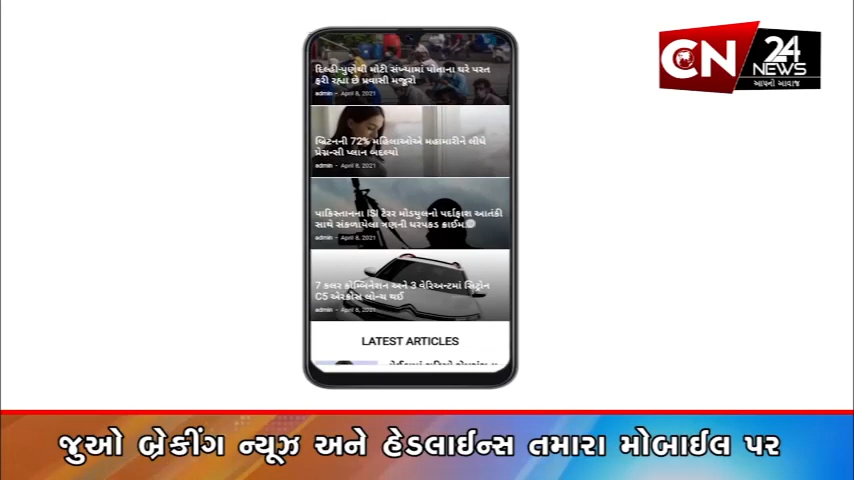 CN 24
NEWS
આપનો અવાજ
દિલ્હી-પુણેથી મોટી સંખ્યામાં પોતાના ઘરે પરત
ફરી રહ્યા છે પ્રવાસી મજૂરો
admin - April 8, 2021
બ્રિટનની 72% મહિલાઓએ મહામારીને લીધે
પ્રેગ્નન્સી પ્લાન બદલ્યો
admin - April 8, 2021
પાકિસ્તાનના ISI ટેરર મોડયુલનો પર્દાફાશ આતંકી
સાથે સંકળાયેલા ત્રણની ધરપકડ ક્રાઈમ
admin - April 8, 2021
7 કલર કોમ્બિનેશન અને 3 વેરિઅન્ટમાં સિટ્રોન
C5 એરક્રોસ લોન્ચ થઈ
admin - April 8, 2021
LATEST ARTICLES
જુઓ બ્રેકીંગ ન્યૂઝ અને હેડલાઈન્સ તમારા મોબાઈલ પર